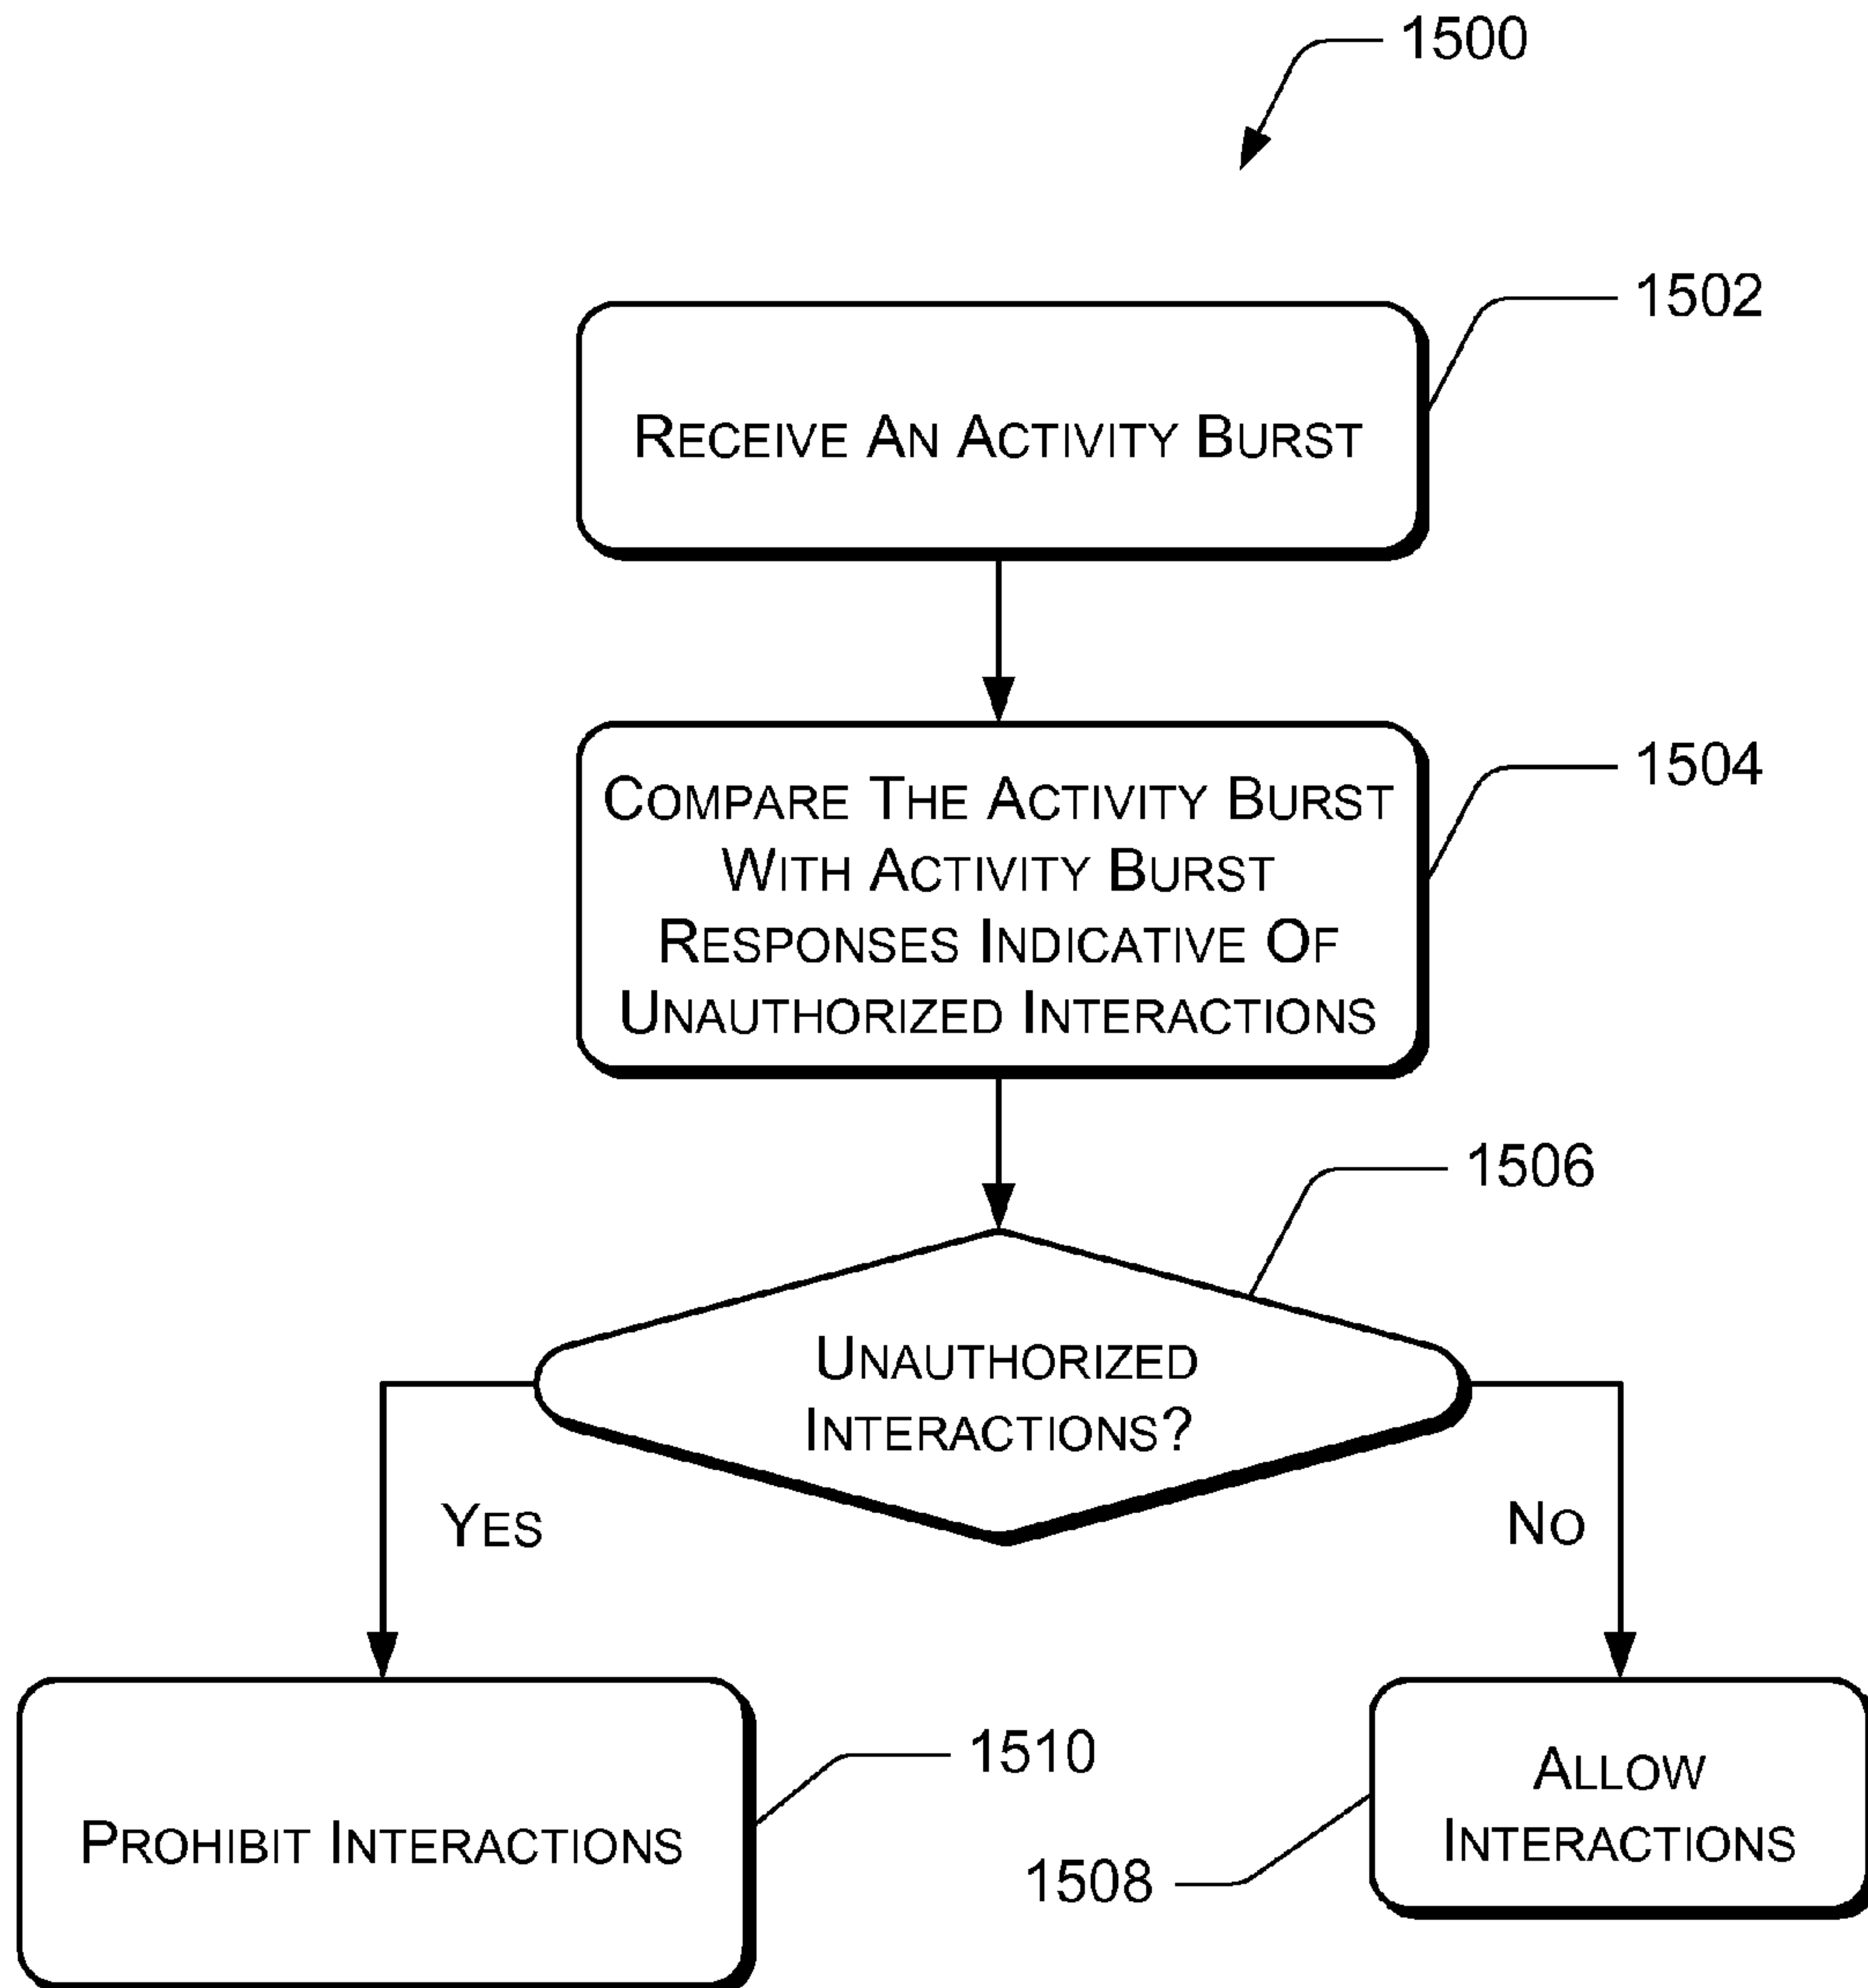 1500
1502
RECEIVE AN ACTIVITY BURST
1504
COMPARE THE ACTIVITY BURST
WITH ACTIVITY BURST
RESPONSES INDICATIVE OF
UNAUTHORIZED INTERACTIONS
1506
UNAUTHORIZED
INTERACTIONS?
YES
NO
PROHIBIT INTERACTIONS
1510
ALLOW
INTERACTIONS
1508